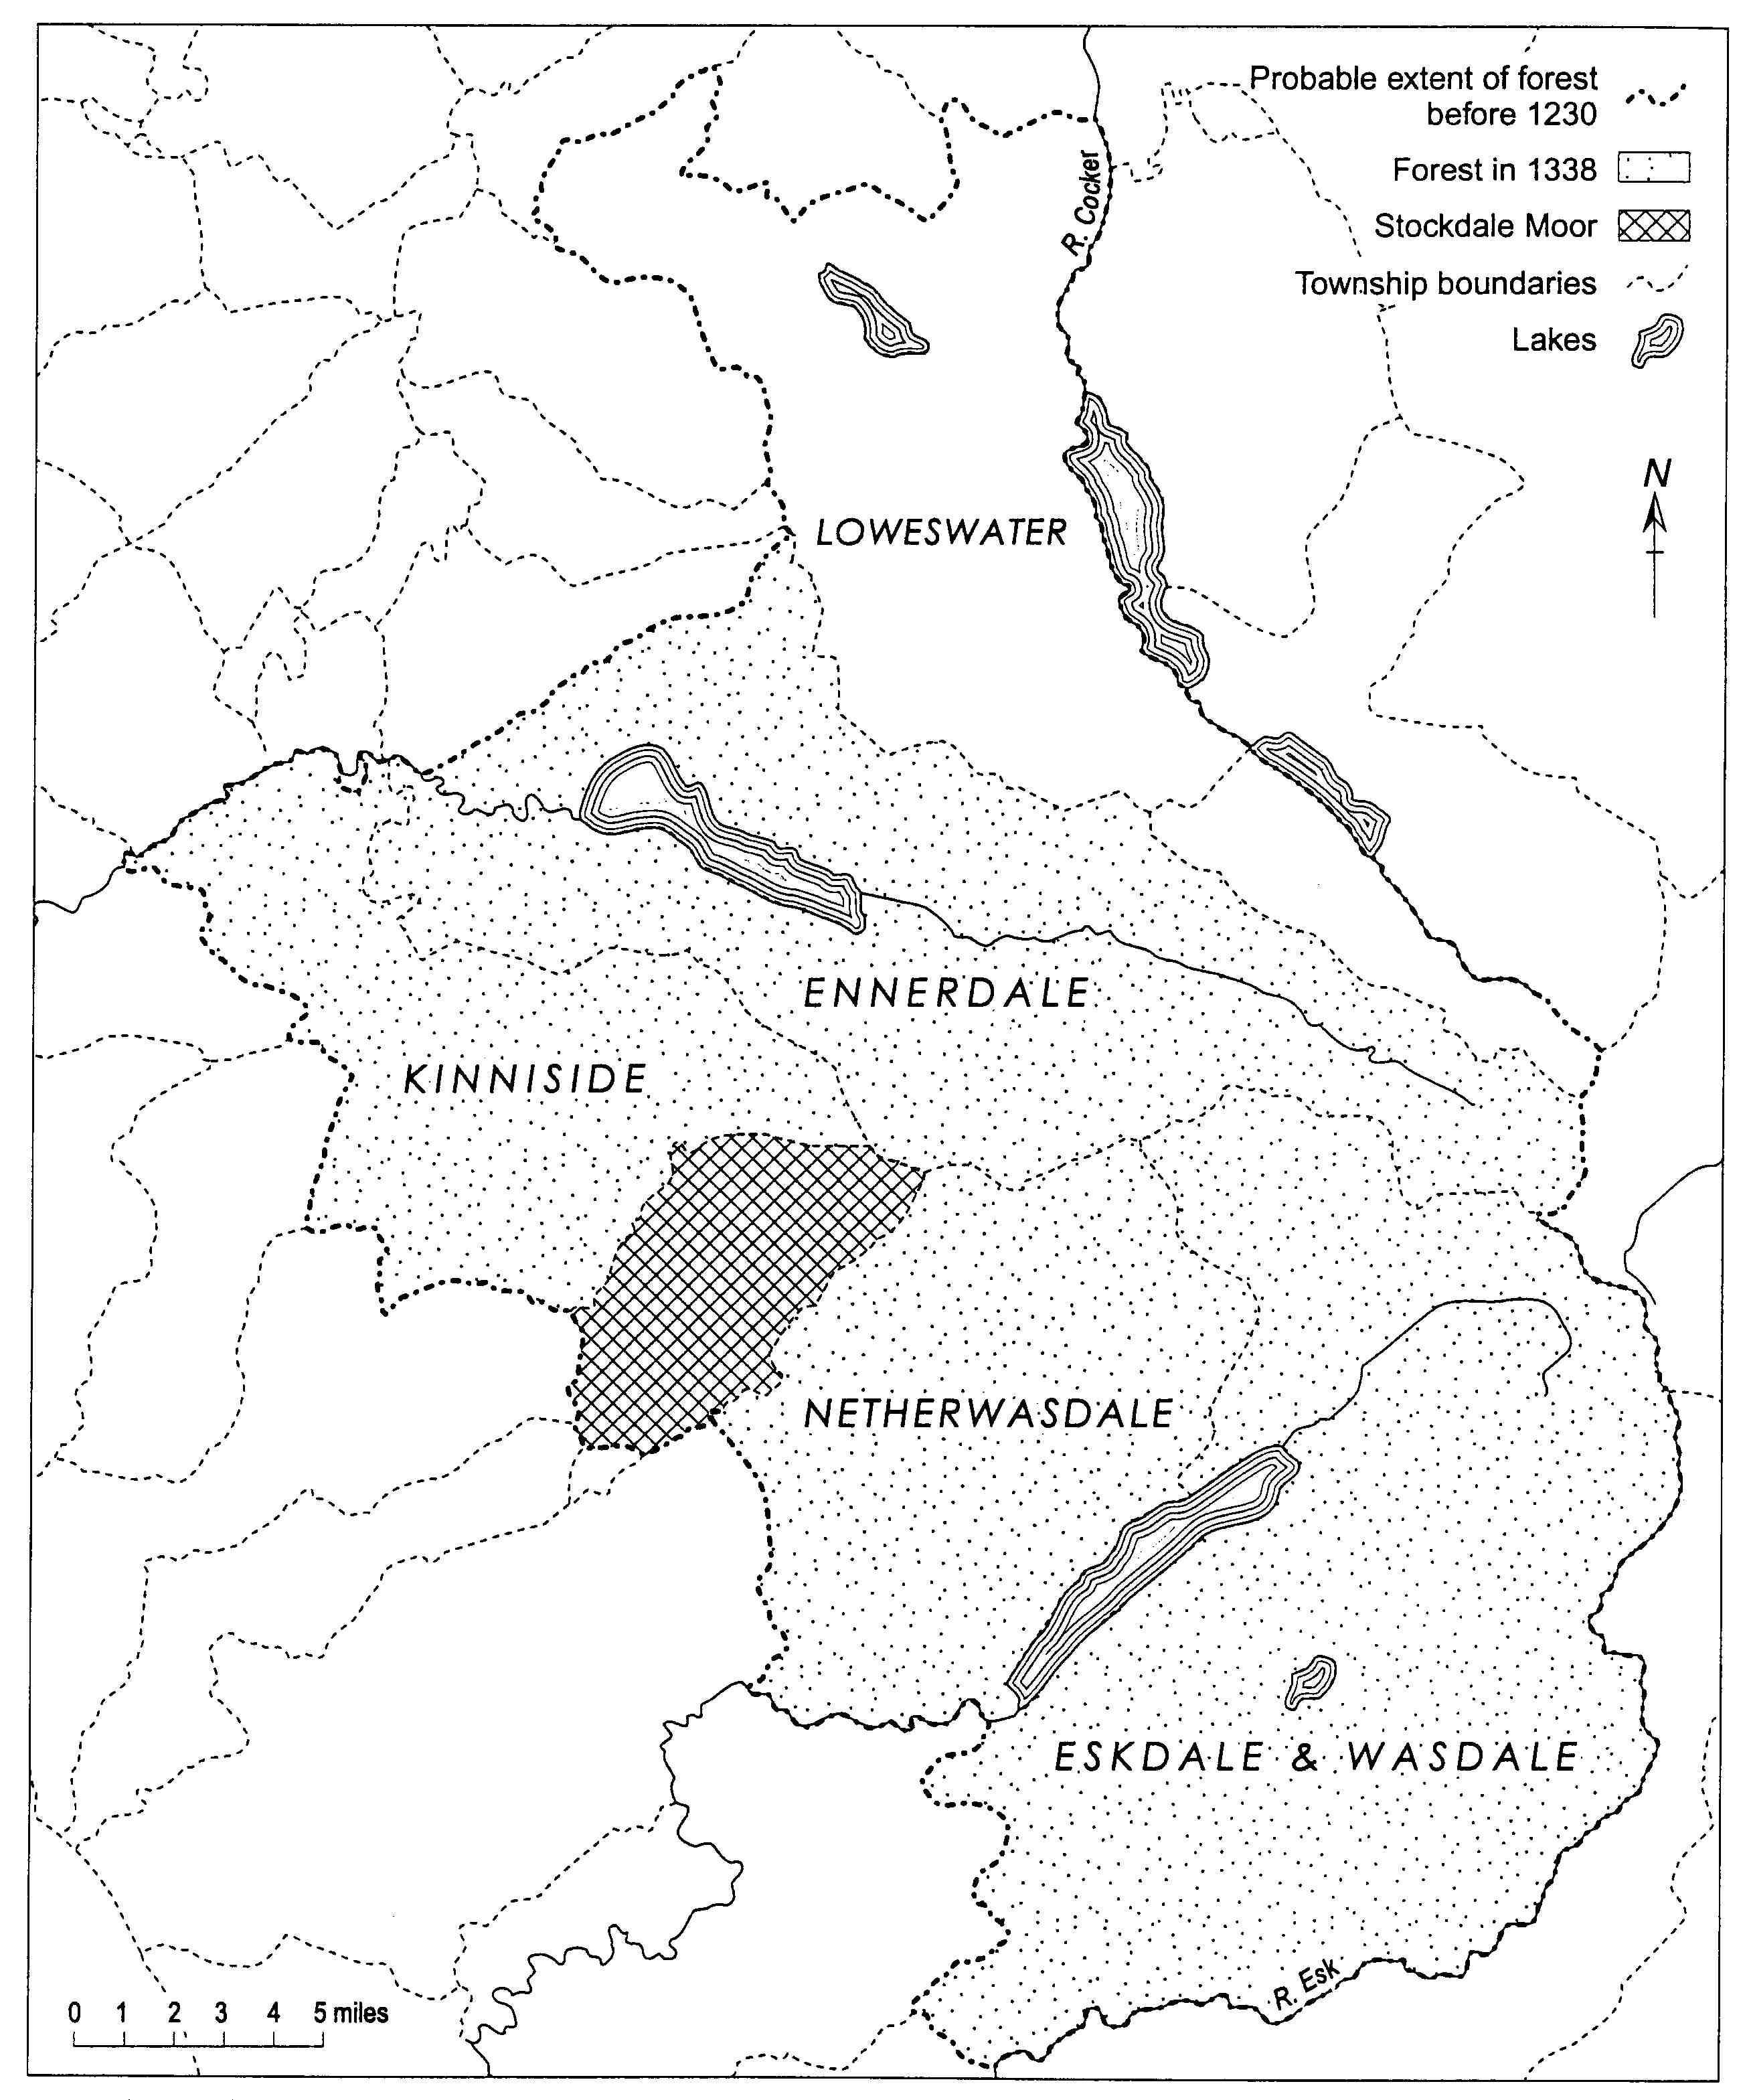 Probable extent of forest
before 1230
Forest in 1338
Stockdale Moor
Township boundaries
Lakes
R. Cocker
N
LOWESWATER
ENNERDALE
KINNISIDE
NETHERWASDALE
ESKDALE & WASDALE
R. Esk
0 1 2 3 4 5 miles